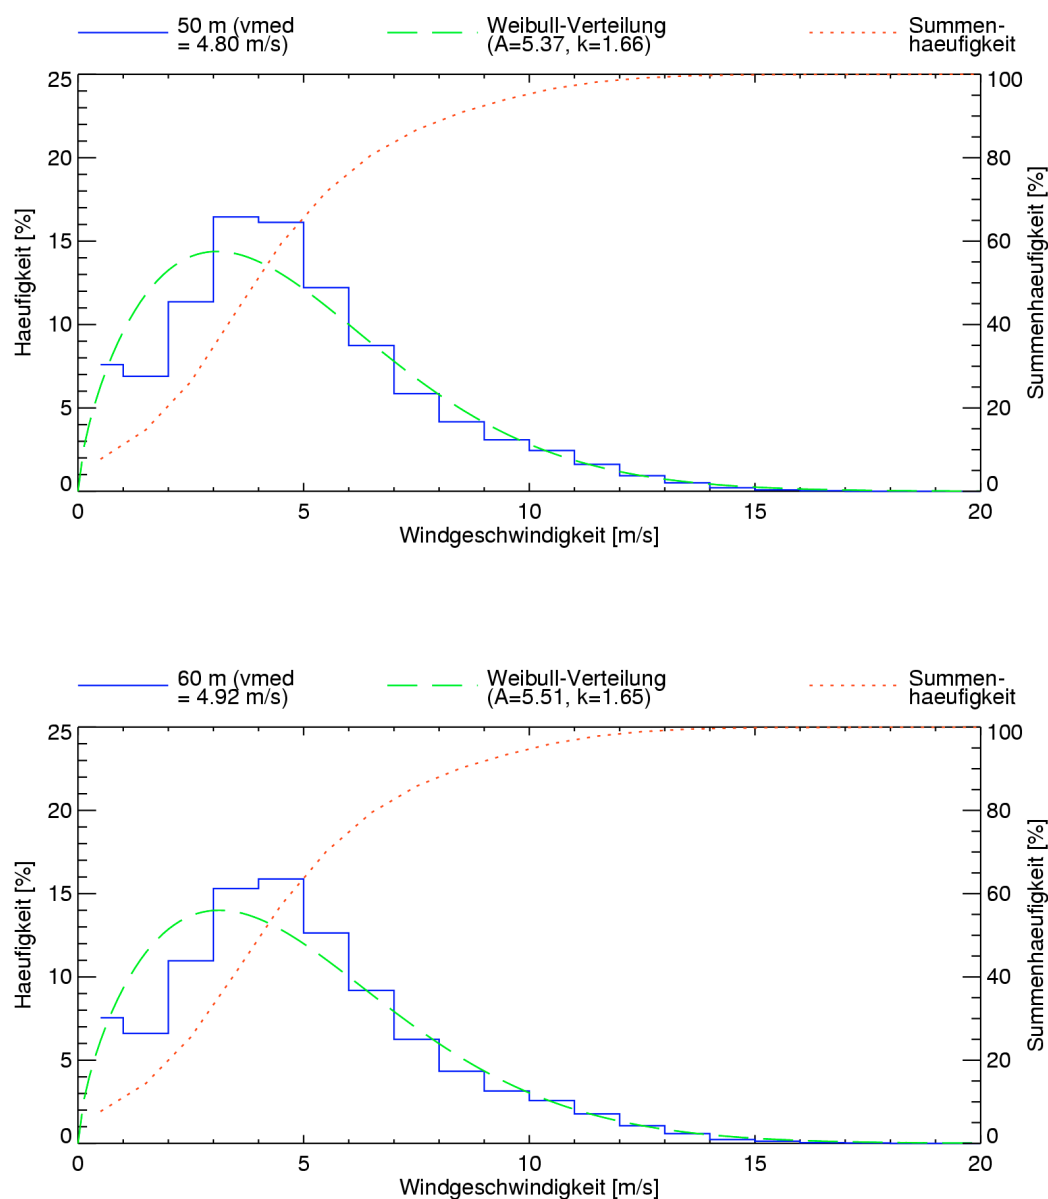 50 m (vmed
= 4.80 m/s)
Weibull-Verteilung
(A=5.37, k=1.66)
Summen-
haeufigkeit
25
20
15
10
5
0
Haeufigkeit [%]
100
80
60
40
20
0
Summenhaeufigkeit [%]
0 5 10 15 20
Windgeschwindigkeit [m/s]
60 m (vmed
= 4.92 m/s)
Weibull-Verteilung
(A=5.51, k=1.65)
Summen-
haeufigkeit
25
20
15
10
5
0
Haeufigkeit [%]
100
80
60
40
20
0
Summenhaeufigkeit [%]
0 5 10 15 20
Windgeschwindigkeit [m/s]